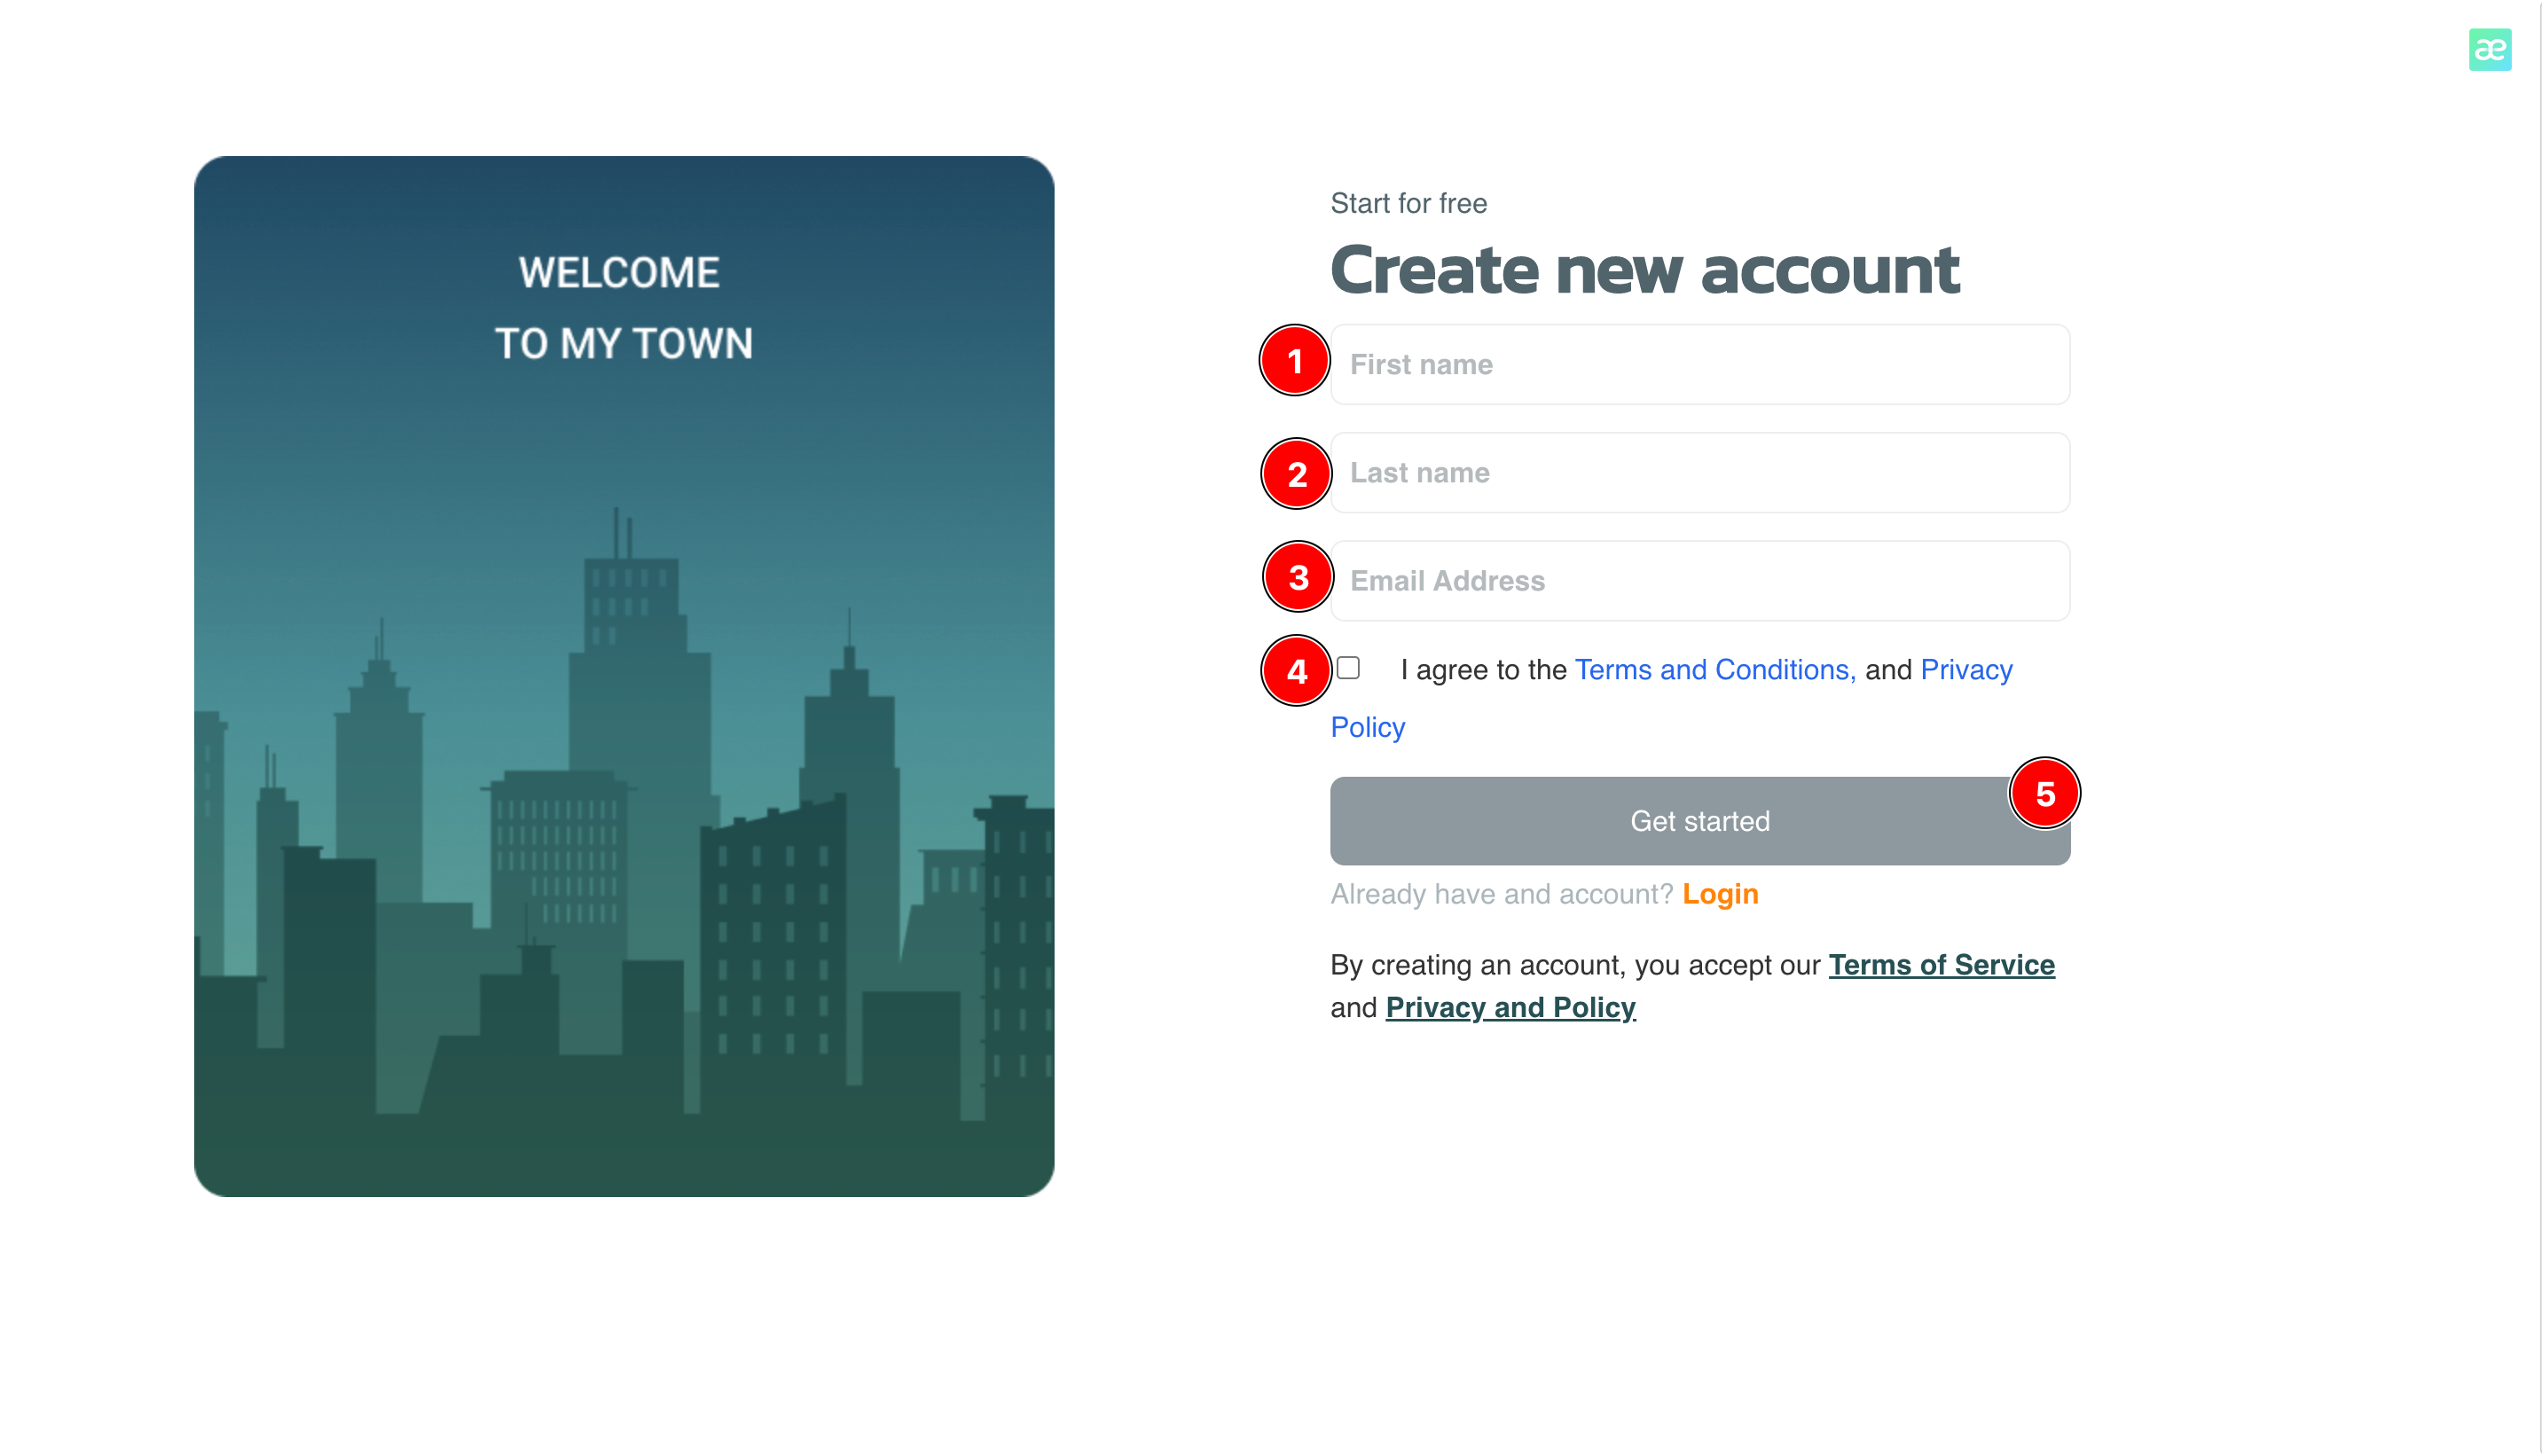 æ
WELCOME
TO MY TOWN
Start for free
Create new account
1 First name
2 Last name
3 Email Address
4 I agree to the Terms and Conditions, and Privacy
Policy
5
Get started
Already have and account? Login
By creating an account, you accept our Terms of Service
and Privacy and Policy